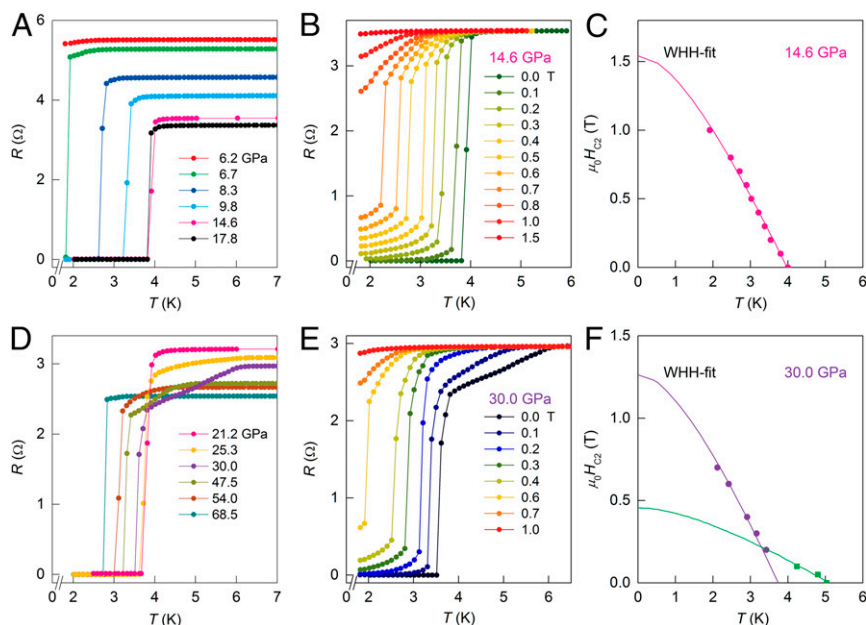 A
R (Ω)
6
4
2
0
6.2 GPa
6.7
8.3
9.8
14.6
17.8
0 2 3 4 5 6 7
T (K)
B
R (Ω)
3
2
1
0
14.6 GPa
0.0 T
0.1
0.2
0.3
0.4
0.5
0.6
0.7
0.8
1.0
1.5
0 2 3 4 5 6
T (K)
C
μ0HC2 (T)
1.5
1.0
0.5
0.0
WHH-fit 14.6 GPa
0 1 2 3 4 5 6
T (K)
D
R (Ω)
3
2
1
0
21.2 GPa
25.3
30.0
47.5
54.0
68.5
0 2 3 4 5 6 7
T (K)
E
R (Ω)
3
2
1
0
30.0 GPa
0.0 T
0.1
0.2
0.3
0.4
0.6
0.7
1.0
0 2 3 4 5 6
T (K)
F
μ0HC2 (T)
1.5
1.0
0.5
0.0
WHH-fit 30.0 GPa
0 1 2 3 4 5 6
T (K)